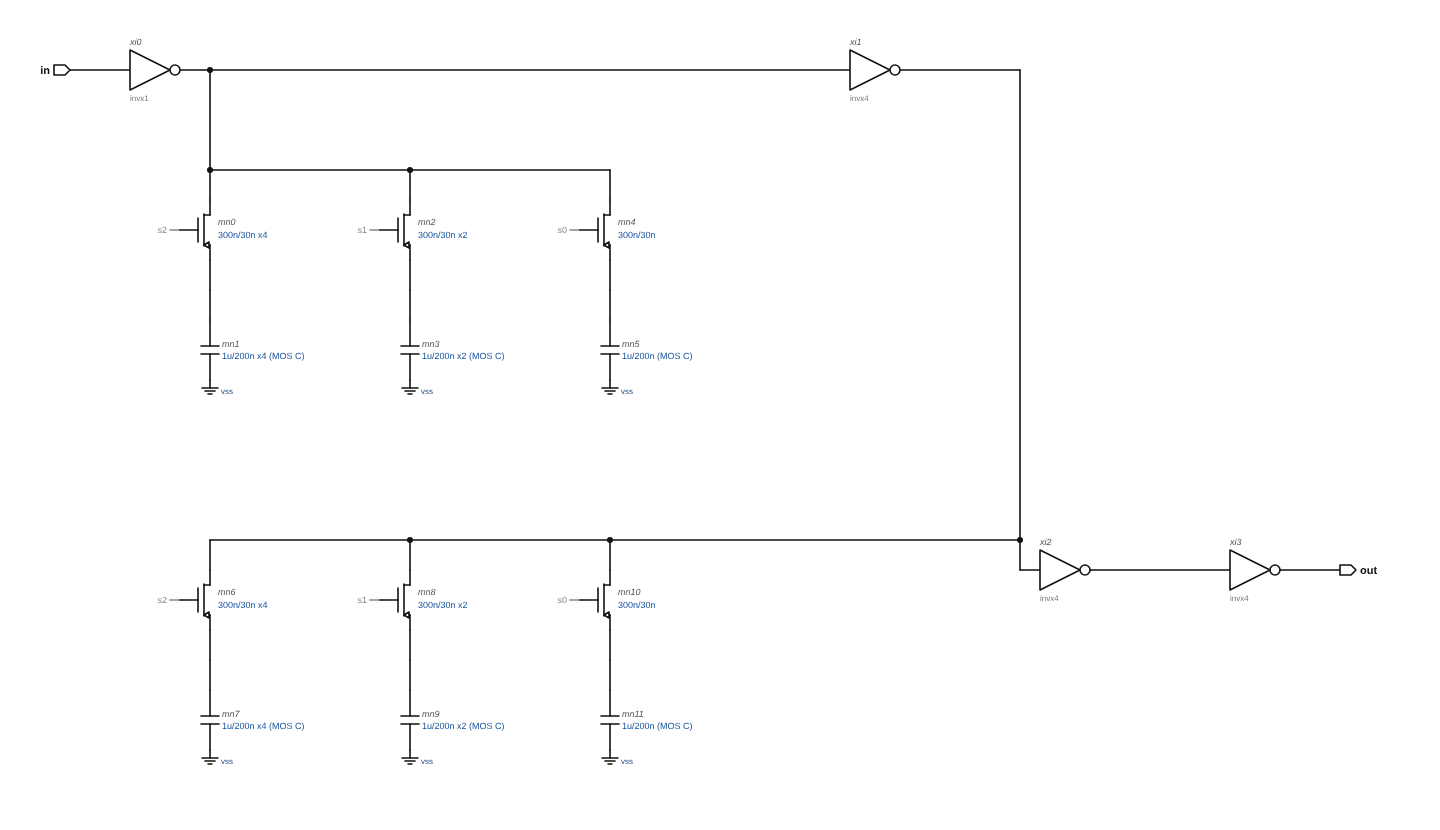 xi0
xi1
in
invx1
invx4
s2
mn0
300n/30n x4
s1
mn2
300n/30n x2
s0
mn4
300n/30n
mn1
1u/200n x4 (MOS C)
mn3
1u/200n x2 (MOS C)
mn5
1u/200n (MOS C)
vss
vss
vss
xi2
xi3
out
invx4
invx4
s2
mn6
300n/30n x4
s1
mn8
300n/30n x2
s0
mn10
300n/30n
mn7
1u/200n x4 (MOS C)
mn9
1u/200n x2 (MOS C)
mn11
1u/200n (MOS C)
vss
vss
vss